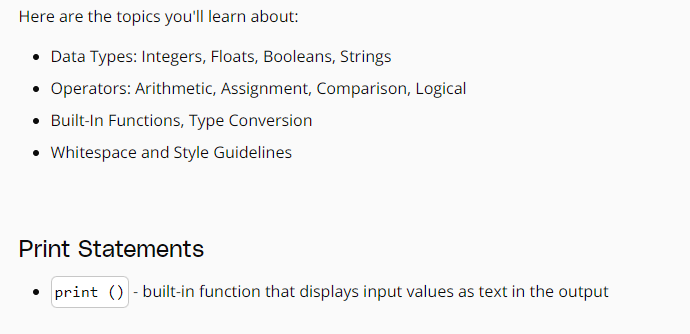 Here are the topics you'll learn about:
• Data Types: Integers, Floats, Booleans, Strings
• Operators: Arithmetic, Assignment, Comparison, Logical
• Built-In Functions, Type Conversion
• Whitespace and Style Guidelines
Print Statements
• print () - built-in function that displays input values as text in the output